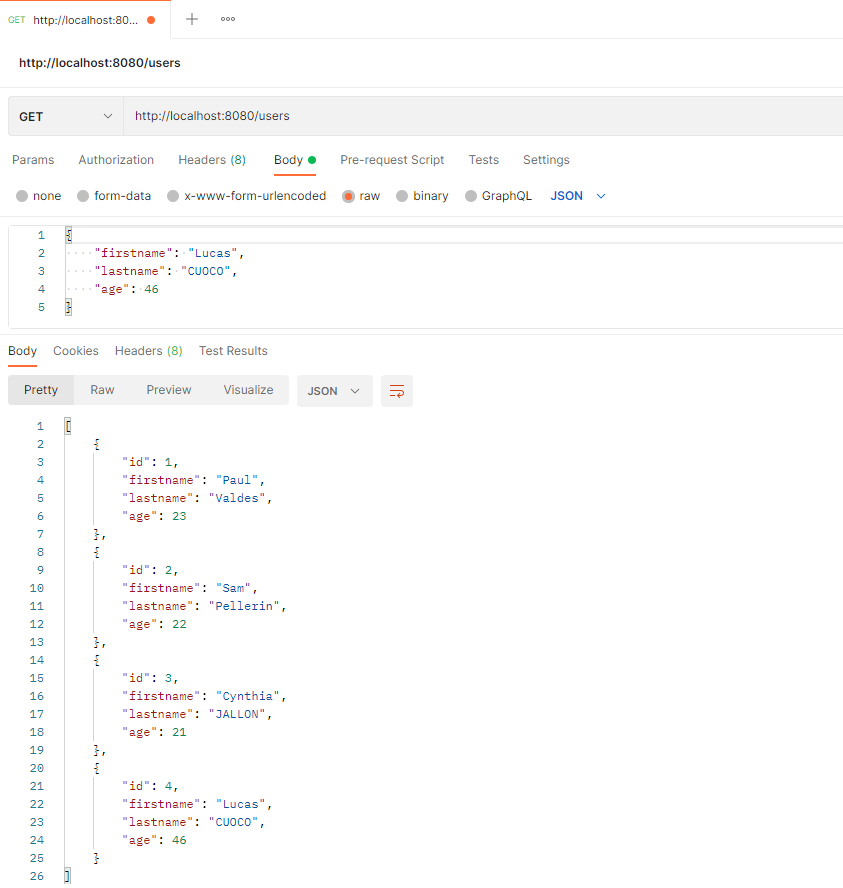 GET http://localhost:80...
http://localhost:8080/users
GET http://localhost:8080/users
Params Authorization Headers (8) Body Pre-request Script Tests Settings
none form-data x-www-form-urlencoded raw binary GraphQL JSON
1 {
2 "firstname": "Lucas",
3 "lastname": "CUOCO",
4 "age": 46
5 }
Body Cookies Headers (8) Test Results
Pretty Raw Preview Visualize JSON
1 [
2 {
3 "id": 1,
4 "firstname": "Paul",
5 "lastname": "Valdes",
6 "age": 23
7 },
8 {
9 "id": 2,
10 "firstname": "Sam",
11 "lastname": "Pellerin",
12 "age": 22
13 },
14 {
15 "id": 3,
16 "firstname": "Cynthia",
17 "lastname": "JALLON",
18 "age": 21
19 },
20 {
21 "id": 4,
22 "firstname": "Lucas",
23 "lastname": "CUOCO",
24 "age": 46
25 }
26 ]